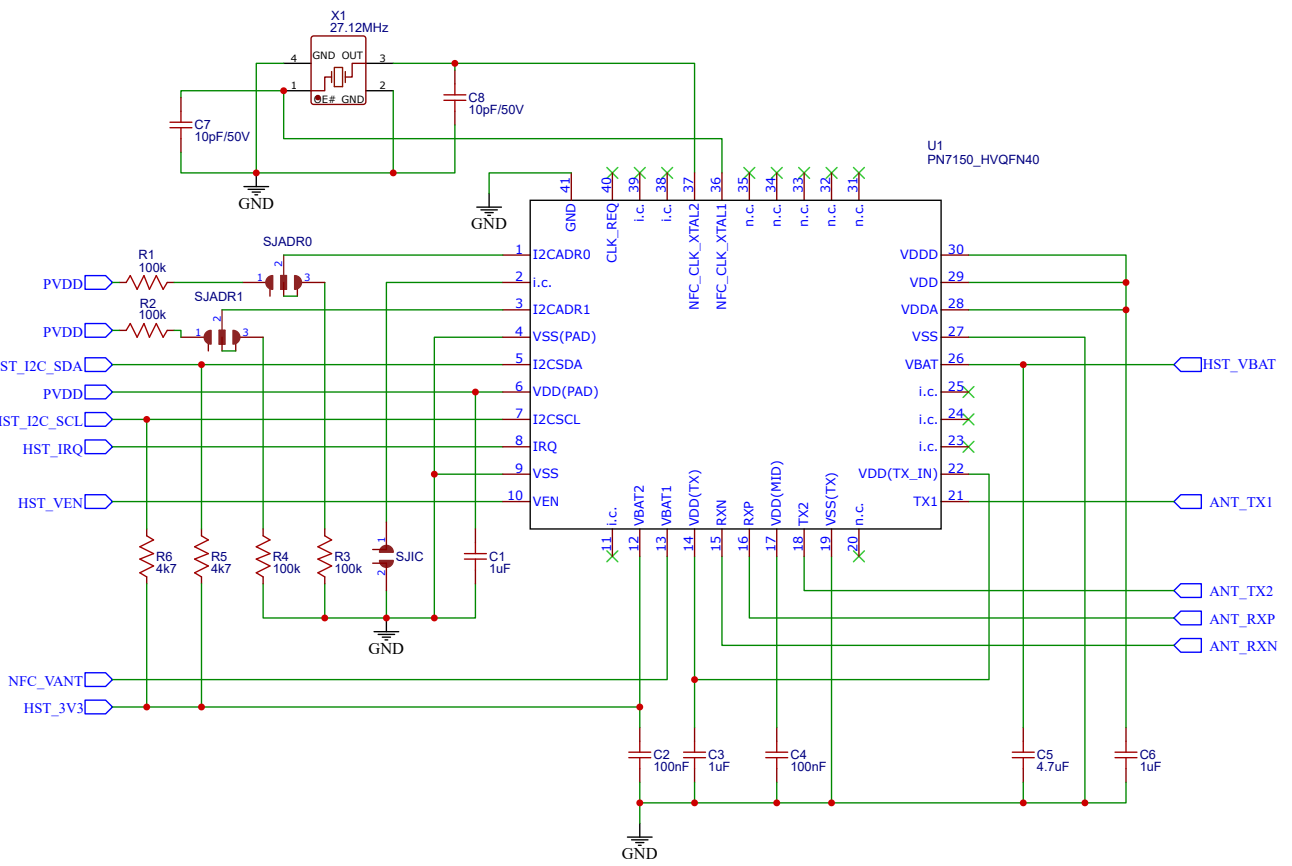 X1
27.12MHz
4
GND OUT
3
1
OE# GND
2
C7
10pF/50V
C8
10pF/50V
GND
U1
PN7150_HVQFN40
41
40
39
38
37
36
35
34
33
32
31
GND
CLK_REQ
i.c.
i.c.
NFC_CLK_XTAL2
NFC_CLK_XTAL1
n.c.
n.c.
n.c.
n.c.
n.c.
GND
1 I2CADR0
2 i.c.
3 I2CADR1
4 VSS(PAD)
5 I2CSDA
6 VDD(PAD)
7 I2CSCL
8 IRQ
9 VSS
10 VEN
VDDD 30
VDD 29
VDDA 28
VSS 27
VBAT 26
i.c. 25
i.c. 24
i.c. 23
VDD(TX_IN) 22
TX1 21
i.c.
VBAT2
VBAT1
VDD(TX)
RXN
RXP
VDD(MID)
TX2
VSS(TX)
n.c.
11
12
13
14
15
16
17
18
19
20
SJADR0
1
2
3
R1
100k
PVDD
SJADR1
1
2
3
R2
100k
PVDD
ST_I2C_SDA
PVDD
HST_I2C_SCL
HST_IRQ
HST_VEN
HST_VBAT
ANT_TX1
R6
4k7
R5
4k7
R4
100k
R3
100k
1
SJIC
2
C1
1uF
GND
ANT_TX2
ANT_RXP
ANT_RXN
NFC_VANT
HST_3V3
C2
100nF
C3
1uF
C4
100nF
C5
4.7uF
C6
1uF
GND